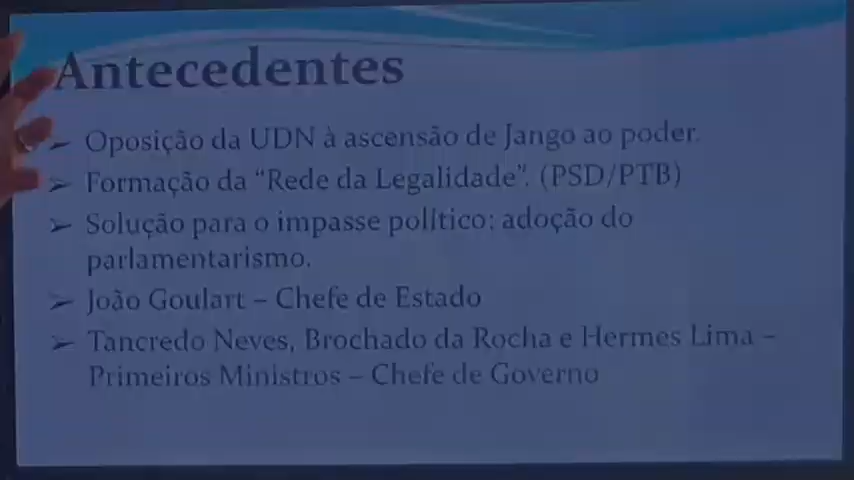 Antecedentes
➢ Oposição da UDN à ascensão de Jango ao poder.
➢ Formação da “Rede da Legalidade”. (PSD/PTB)
➢ Solução para o impasse político: adoção do
parlamentarismo.
➢ João Goulart – Chefe de Estado
➢ Tancredo Neves, Brochado da Rocha e Hermes Lima –
Primeiros Ministros – Chefe de Governo